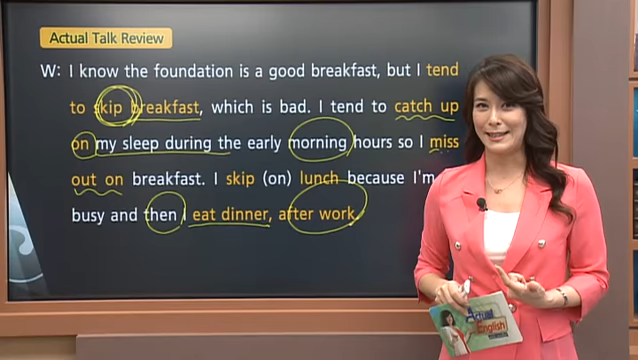 Actual Talk Review
W: I know the foundation is a good breakfast, but I tend
to skip breakfast, which is bad. I tend to catch up
on my sleep during the early morning hours so I miss
out on breakfast. I skip (on) lunch because I'm
busy and then I eat dinner, after work.
Actual
English